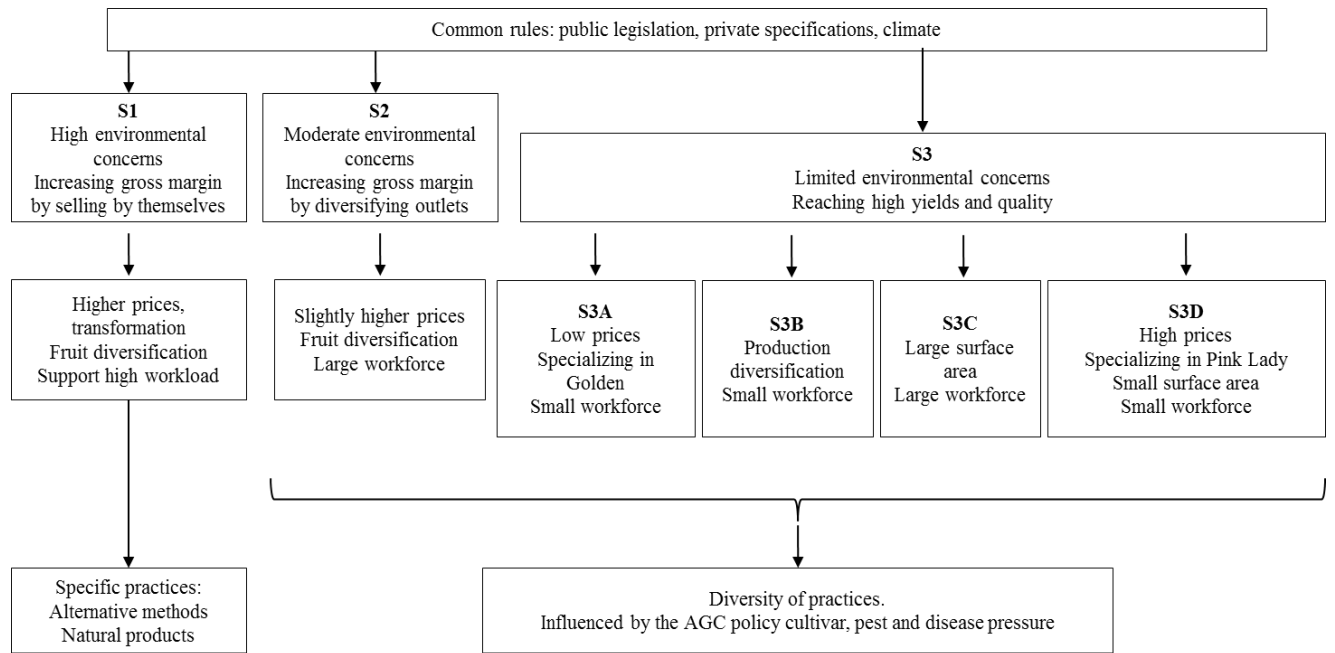 Common rules: public legislation, private specifications, climate
S1
High environmental
concerns
Increasing gross margin
by selling by themselves
S2
Moderate environmental
concerns
Increasing gross margin
by diversifying outlets
S3
Limited environmental concerns
Reaching high yields and quality
Higher prices,
transformation
Fruit diversification
Support high workload
Slightly higher prices
Fruit diversification
Large workforce
S3A
Low prices
Specializing in
Golden
Small workforce
S3B
Production
diversification
Small workforce
S3C
Large surface
area
Large workforce
S3D
High prices
Specializing in Pink Lady
Small surface area
Small workforce
Specific practices:
Alternative methods
Natural products
Diversity of practices.
Influenced by the AGC policy cultivar, pest and disease pressure